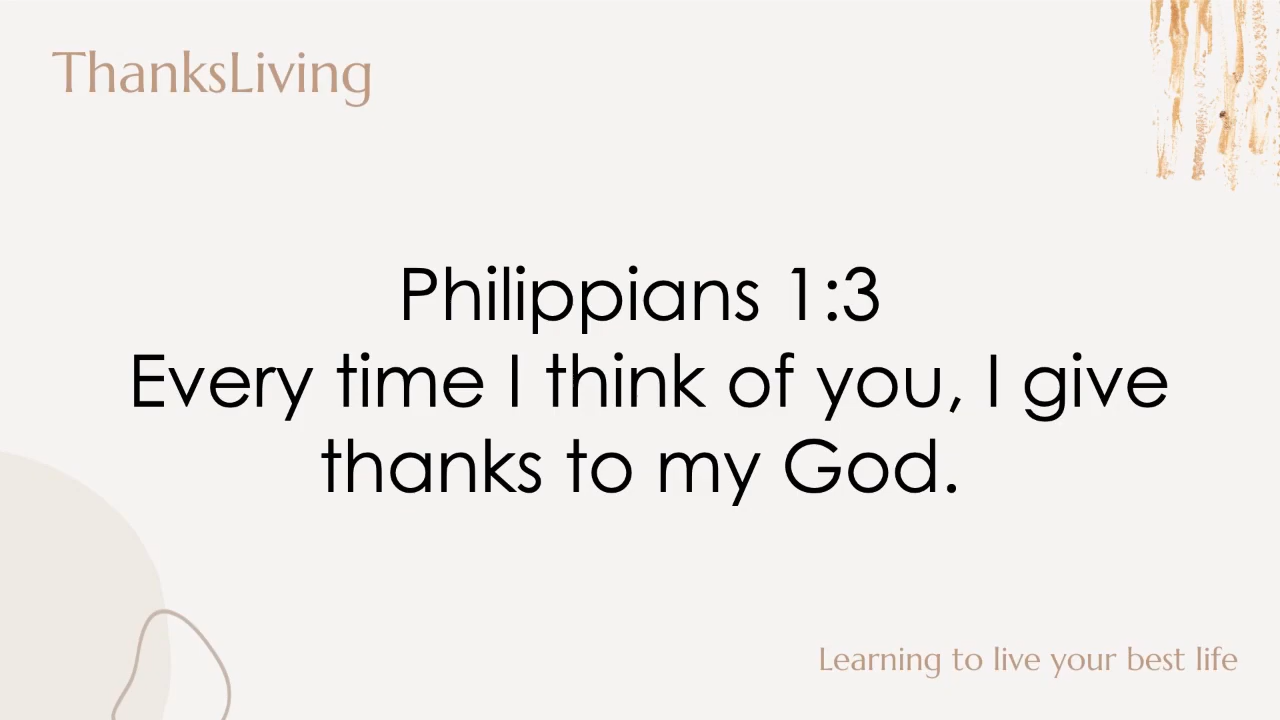 ThanksLiving
Philippians 1:3
Every time I think of you, I give
thanks to my God.
Learning to live your best life